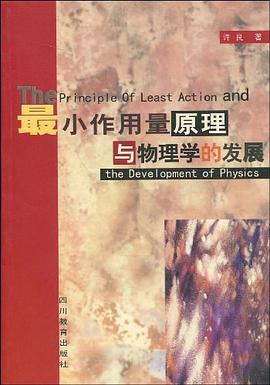 许良 著
The Principle Of Least Action and
最小作用量原理
与物理学的发展
the Development of Physics
四川教育出版社